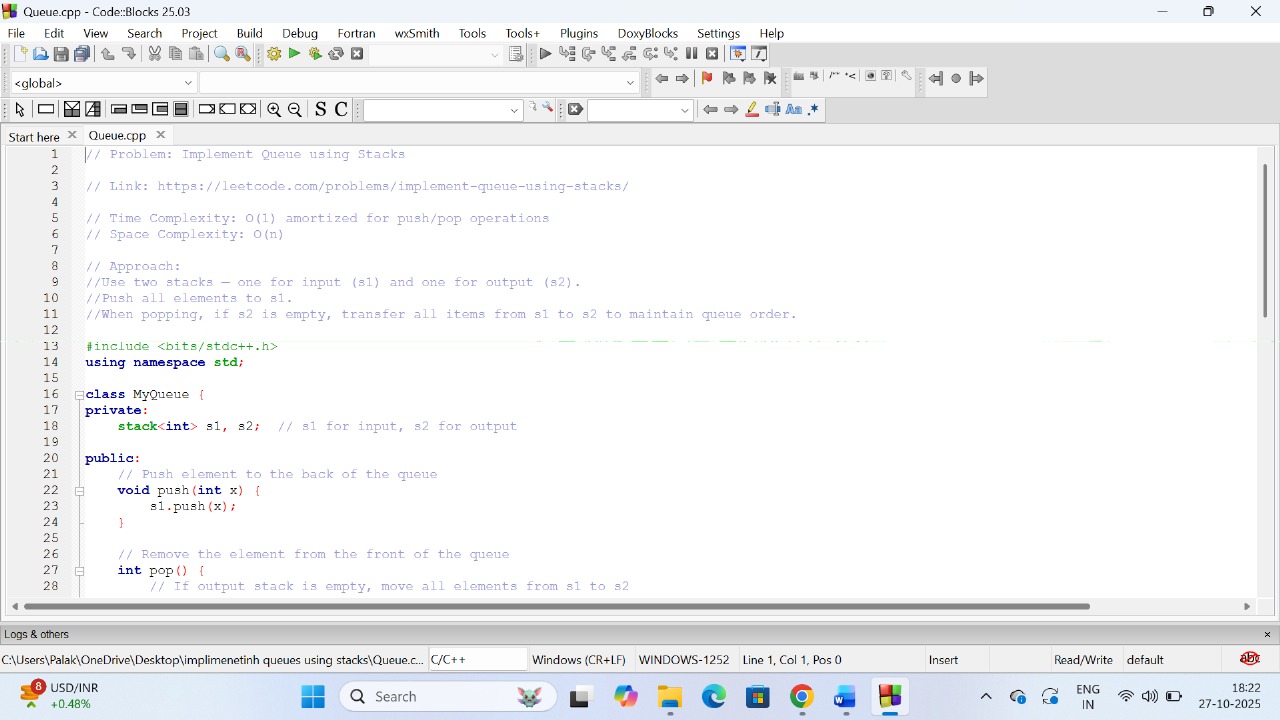 Queue.cpp - Code::Blocks 25.03
File Edit View Search Project Build Debug Fortran wxSmith Tools Tools+ Plugins DoxyBlocks Settings Help
<global>
S C
Aa .*
Start here Queue.cpp
1 // Problem: Implement Queue using Stacks
2
3 // Link: https://leetcode.com/problems/implement-queue-using-stacks/
4
5 // Time Complexity: O(1) amortized for push/pop operations
6 // Space Complexity: O(n)
7
8 // Approach:
9 //Use two stacks — one for input (s1) and one for output (s2).
10 //Push all elements to s1.
11 //When popping, if s2 is empty, transfer all items from s1 to s2 to maintain queue order.
12
13 #include <bits/stdc++.h>
14 using namespace std;
15
16 class MyQueue {
17 private:
18 stack<int> s1, s2; // s1 for input, s2 for output
19
20 public:
21 // Push element to the back of the queue
22 void push(int x) {
23 s1.push(x);
24 }
25
26 // Remove the element from the front of the queue
27 int pop() {
28 // If output stack is empty, move all elements from s1 to s2
Logs & others
C:\Users\Palak\OneDrive\Desktop\implimenetinh queues using stacks\Queue.c... C/C++ Windows (CR+LF) WINDOWS-1252 Line 1, Col 1, Pos 0 Insert Read/Write default abc
8 USD/INR
+0.48%
Search
ENG
IN
18:22
27-10-2025